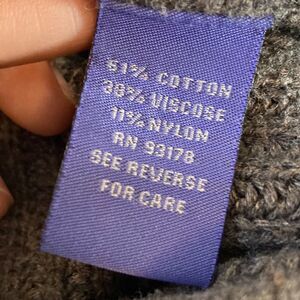 51% COTTON
38% VISCOSE
11% NYLON
RN 93178
SEE REVERSE
FOR CARE